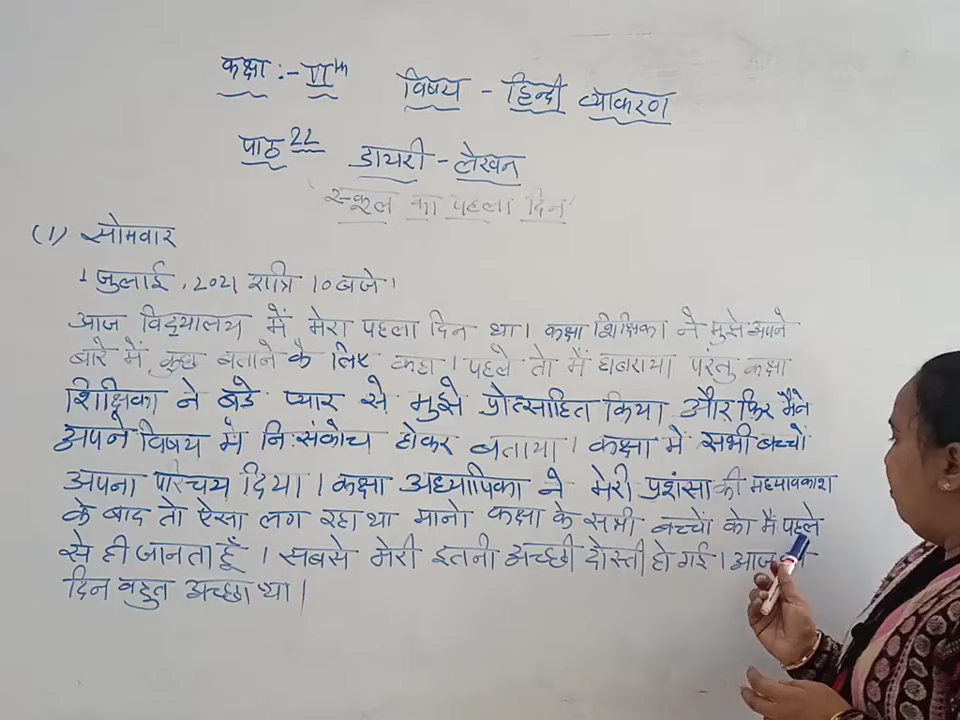 कक्षा :- VIth विषय - हिन्दी व्याकरण
पाठ 22 डायरी - लेखन
'स्कूल का पहला दिन'
(1) सोमवार
1 जुलाई, 2021 रात्रि 10 बजे।
आज विद्यालय में मेरा पहला दिन था। कक्षा शिक्षिका ने मुझे अपने
बारे में कुछ बताने के लिए कहा। पहले तो मैं घबराया परंतु कक्षा
शिक्षिका ने बडे प्यार से मुझे प्रोत्साहित किया और फिर मैंने
अपने विषय में नि:संकोच होकर बताया। कक्षा में सभी बच्चों
अपना परिचय दिया। कक्षा अध्यापिका ने मेरी प्रशंसा की मध्यावकाश
के बाद तो ऐसा लग रहा था मानो कक्षा के सभी बच्चों को मैं पहले
से ही जानता हूँ। सबसे मेरी इतनी अच्छी दोस्ती हो गई। आज
दिन बहुत अच्छा था।